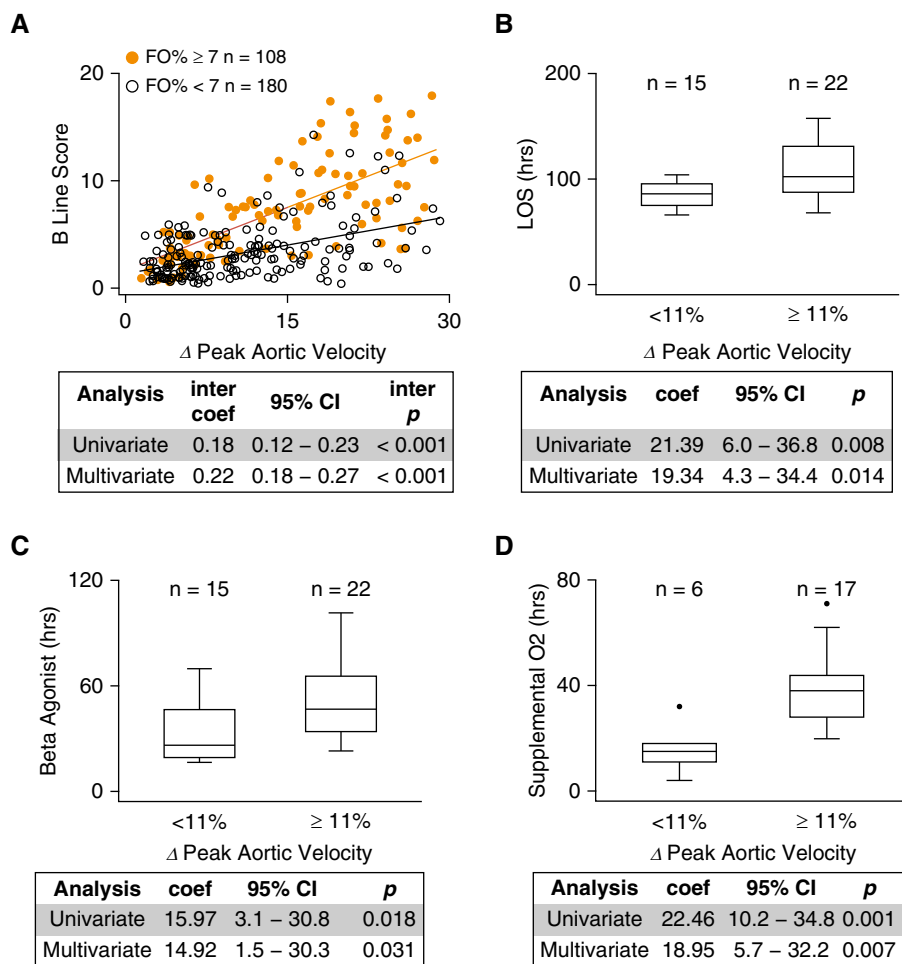 A
FO% ≥ 7 n = 108
FO% < 7 n = 180
B Line Score
20
10
0
0 15 30
Δ Peak Aortic Velocity
Analysis inter coef 95% CI inter p
Univariate 0.18 0.12 – 0.23 < 0.001
Multivariate 0.22 0.18 – 0.27 < 0.001
B
LOS (hrs)
200
100
0
n = 15 n = 22
<11% ≥ 11%
Δ Peak Aortic Velocity
Analysis coef 95% CI p
Univariate 21.39 6.0 – 36.8 0.008
Multivariate 19.34 4.3 – 34.4 0.014
C
Beta Agonist (hrs)
120
60
0
n = 15 n = 22
<11% ≥ 11%
Δ Peak Aortic Velocity
Analysis coef 95% CI p
Univariate 15.97 3.1 – 30.8 0.018
Multivariate 14.92 1.5 – 30.3 0.031
D
Supplemental O2 (hrs)
80
40
0
n = 6 n = 17
<11% ≥ 11%
Δ Peak Aortic Velocity
Analysis coef 95% CI p
Univariate 22.46 10.2 – 34.8 0.001
Multivariate 18.95 5.7 – 32.2 0.007